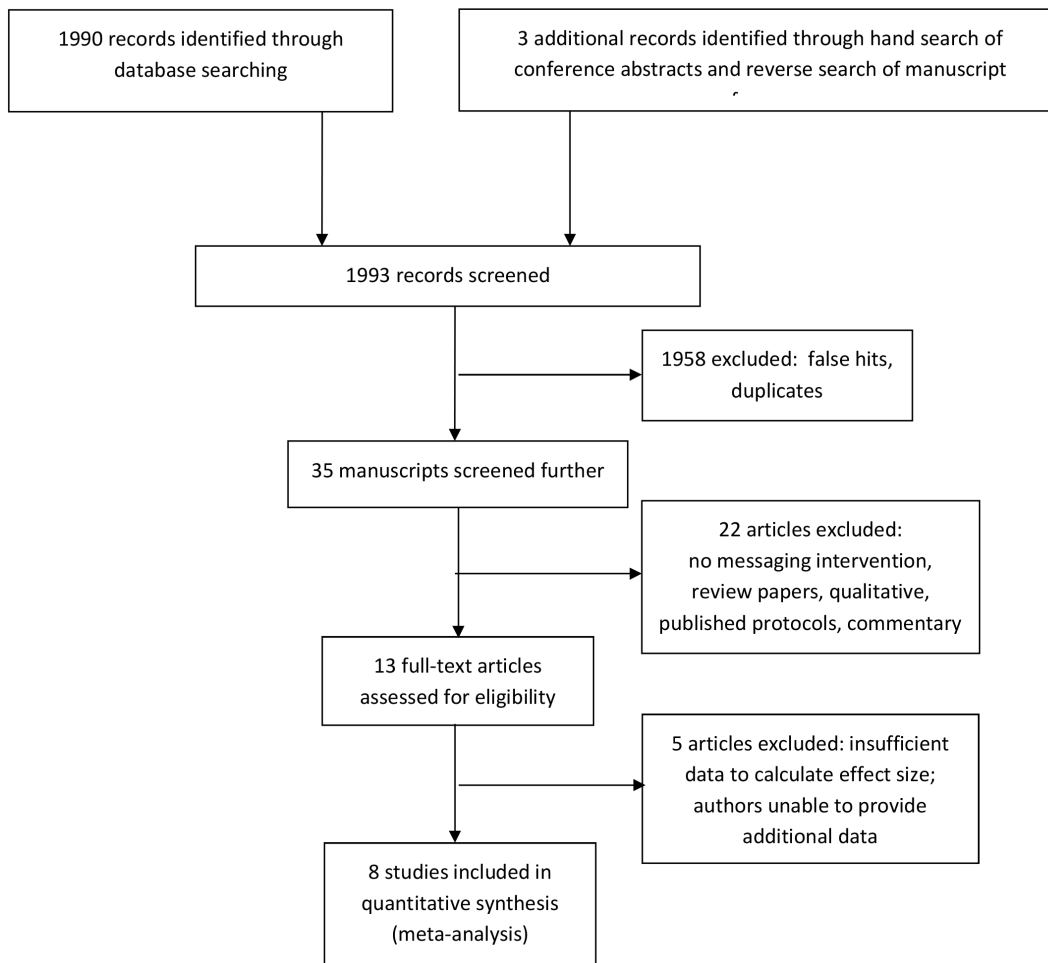 1990 records identified through
database searching
3 additional records identified through hand search of
conference abstracts and reverse search of manuscript
1993 records screened
1958 excluded: false hits,
duplicates
35 manuscripts screened further
22 articles excluded:
no messaging intervention,
review papers, qualitative,
published protocols, commentary
13 full-text articles
assessed for eligibility
5 articles excluded: insufficient
data to calculate effect size;
authors unable to provide
additional data
8 studies included in
quantitative synthesis
(meta-analysis)